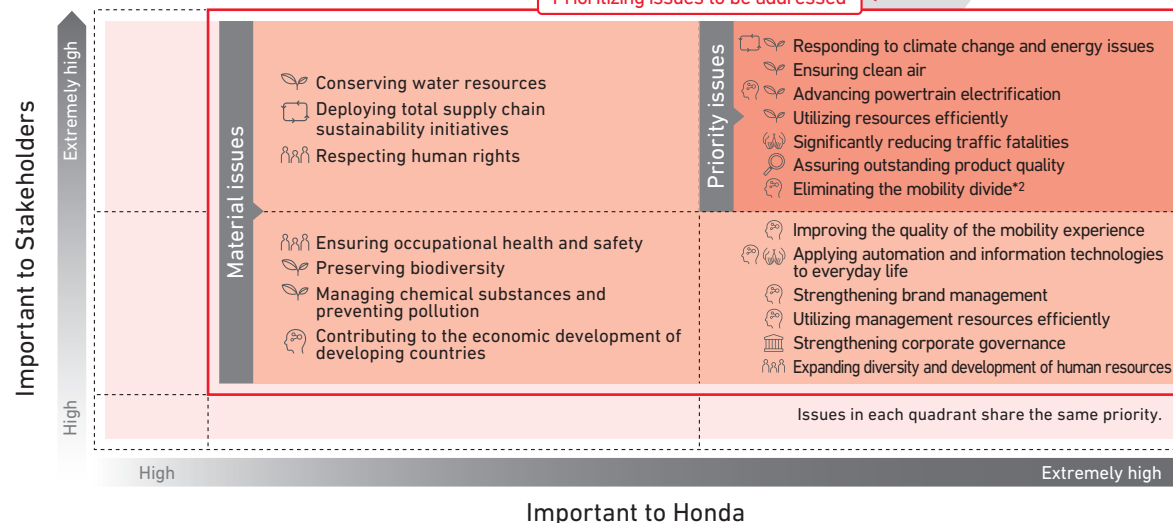 Prioritizing issues to be addressed
Important to Stakeholders
Extremely high
High
Material issues
Conserving water resources
Deploying total supply chain
sustainability initiatives
Respecting human rights
Priority issues
Responding to climate change and energy issues
Ensuring clean air
Advancing powertrain electrification
Utilizing resources efficiently
Significantly reducing traffic fatalities
Assuring outstanding product quality
Eliminating the mobility divide*2
Ensuring occupational health and safety
Preserving biodiversity
Managing chemical substances and
preventing pollution
Contributing to the economic development of
developing countries
Improving the quality of the mobility experience
Applying automation and information technologies
to everyday life
Strengthening brand management
Utilizing management resources efficiently
Strengthening corporate governance
Expanding diversity and development of human resources
Issues in each quadrant share the same priority.
High
Extremely high
Important to Honda